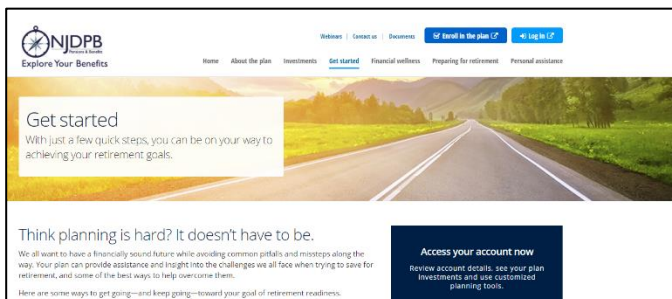 NJDPB
Pensions & Benefits
Explore Your Benefits
Webinars | Contact us | Documents
Enroll in the plan
Log in
Home About the plan Investments Get started Financial wellness Preparing for retirement Personal assistance
Get started
With just a few quick steps, you can be on your way to
achieving your retirement goals.
Think planning is hard? It doesn't have to be.
We all want to have a financially sound future while avoiding common pitfalls and missteps along the
way. Your plan can provide assistance and insight into the challenges we all face when trying to save for
retirement, and some of the best ways to help overcome them.
Here are some ways to get going—and keep going—toward your goal of retirement readiness.
Access your account now
Review account details, see your plan
investments and use customized
planning tools.